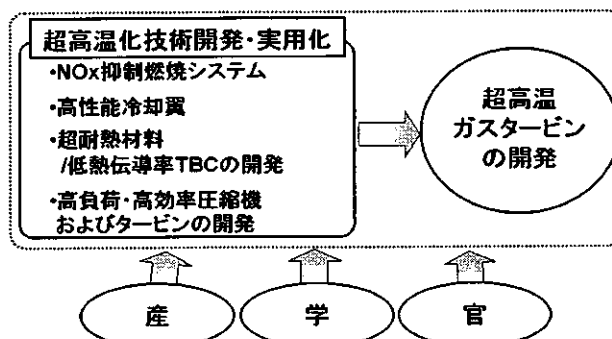 超高温化技術開発・実用化
・NOx抑制燃焼システム
・高性能冷却翼
・超耐熱材料
/低熱伝導率TBCの開発
・高負荷・高効率圧縮機
およびタービンの開発
超高温
ガスタービン
の開発
産
学
官